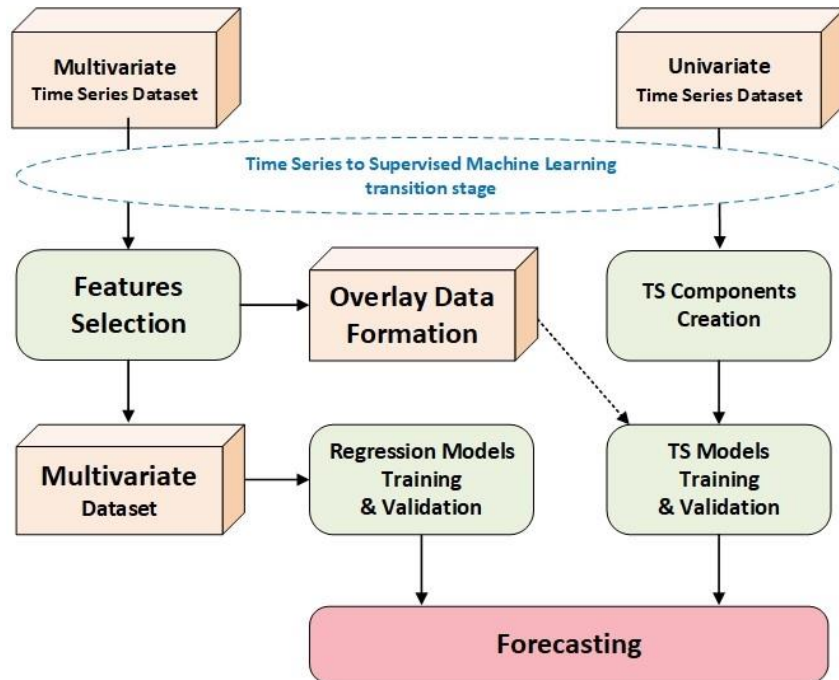 Multivariate
Time Series Dataset
Univariate
Time Series Dataset
Time Series to Supervised Machine Learning
transition stage
Features
Selection
Overlay Data
Formation
TS Components
Creation
Multivariate
Dataset
Regression Models
Training
& Validation
TS Models
Training
& Validation
Forecasting